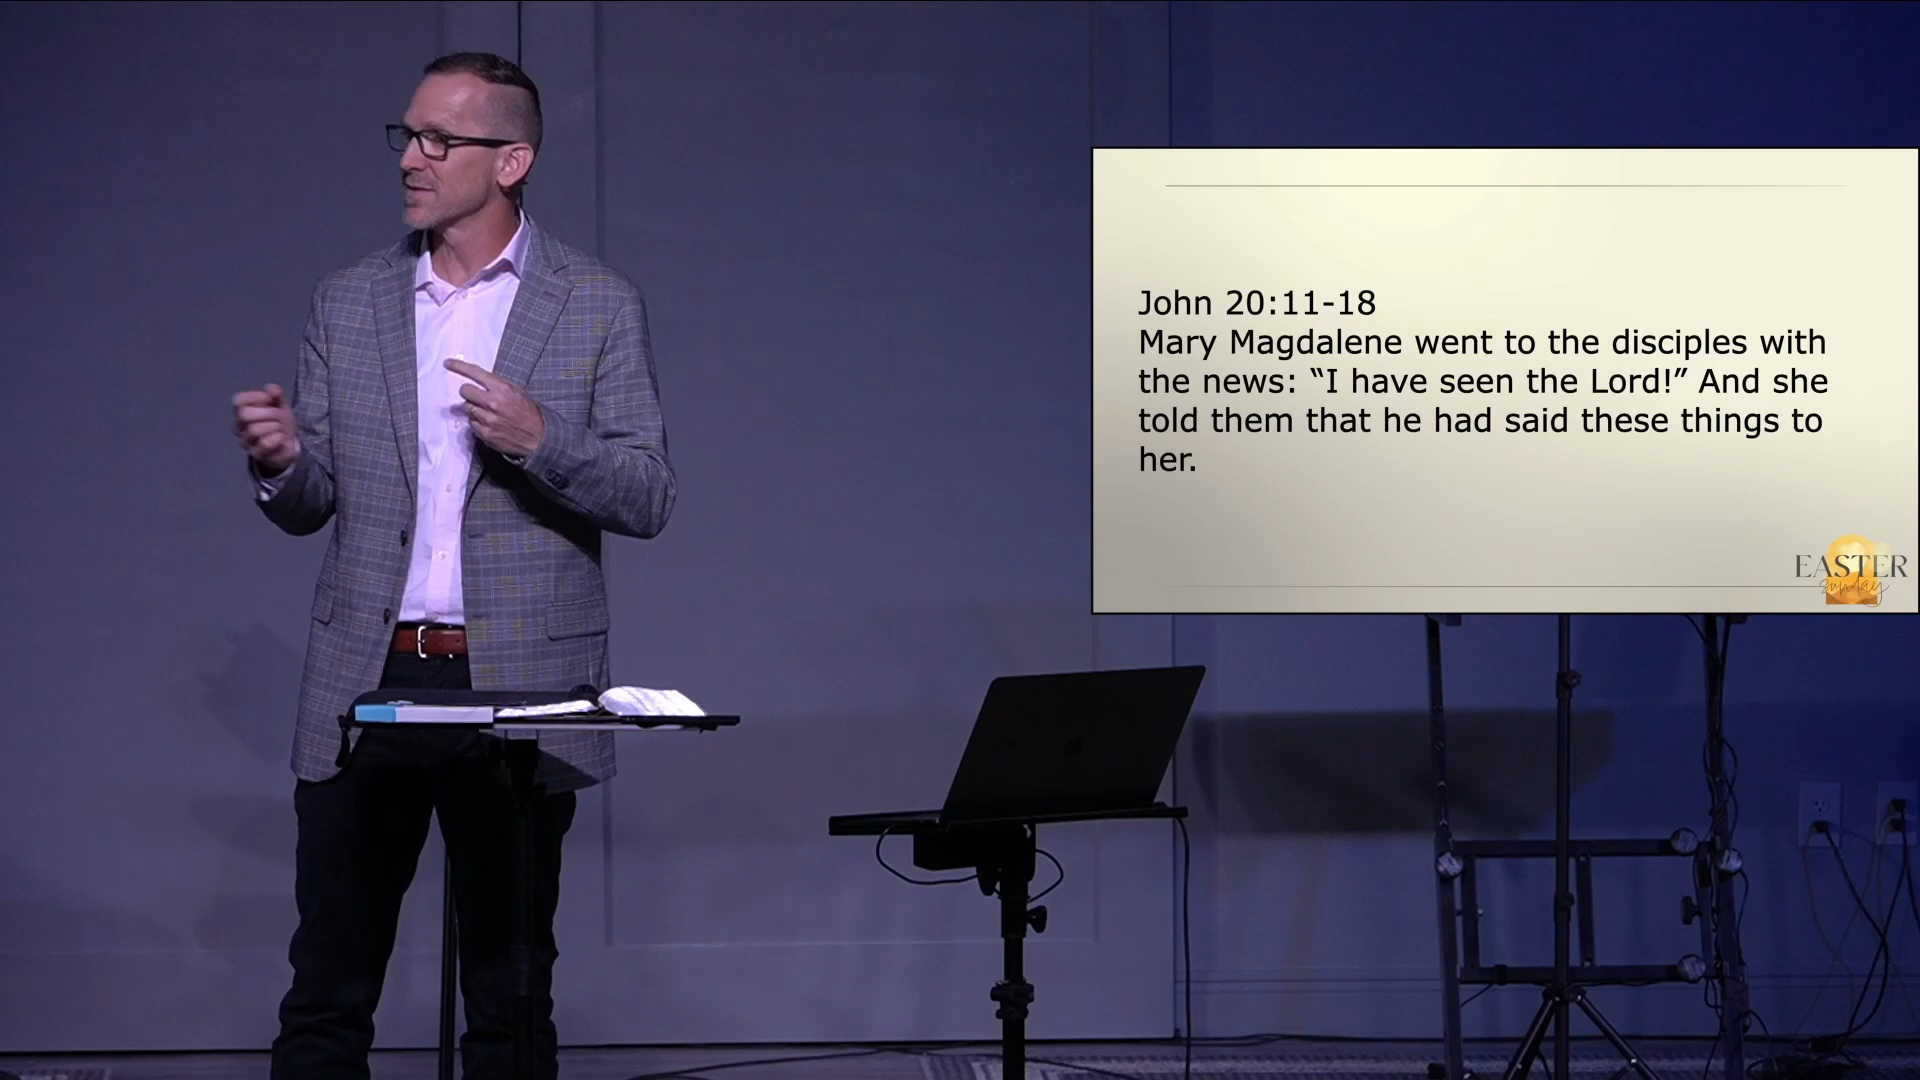 John 20:11-18
Mary Magdalene went to the disciples with
the news: “I have seen the Lord!” And she
told them that he had said these things to
her.
EASTER
sunday